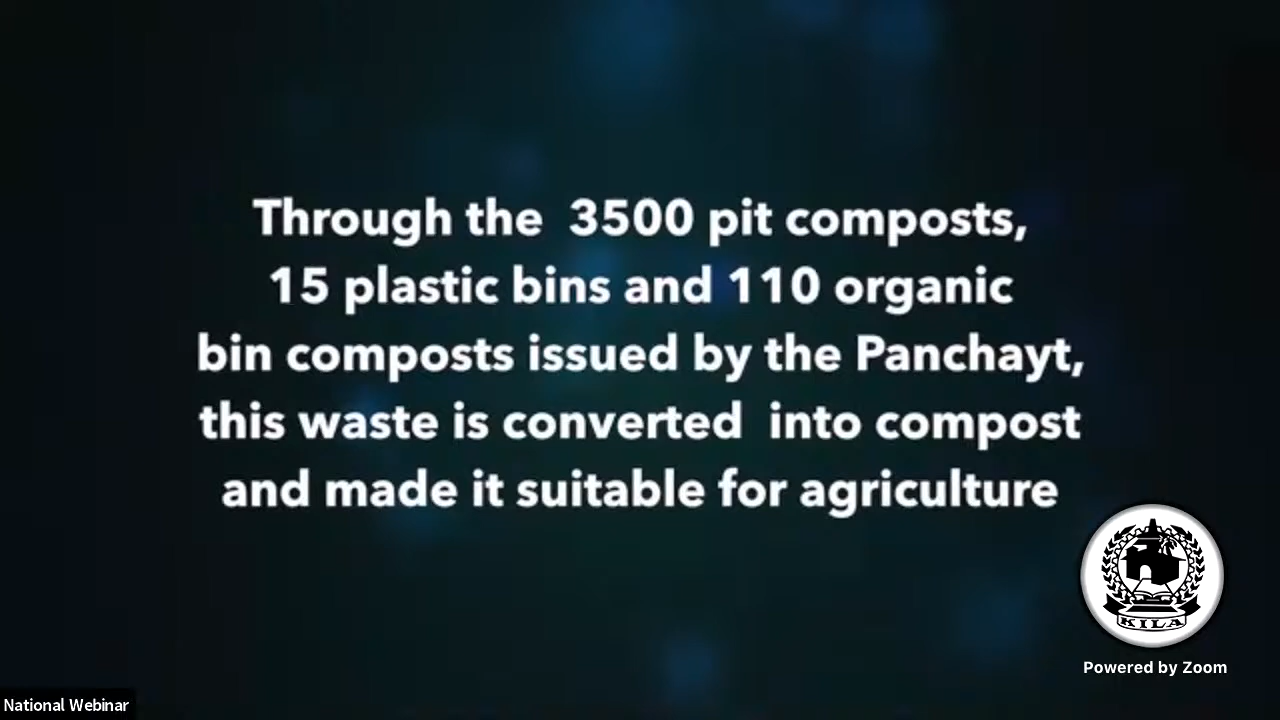 Through the 3500 pit composts,
15 plastic bins and 110 organic
bin composts issued by the Panchayt,
this waste is converted into compost
and made it suitable for agriculture
KILA
Powered by Zoom
National Webinar